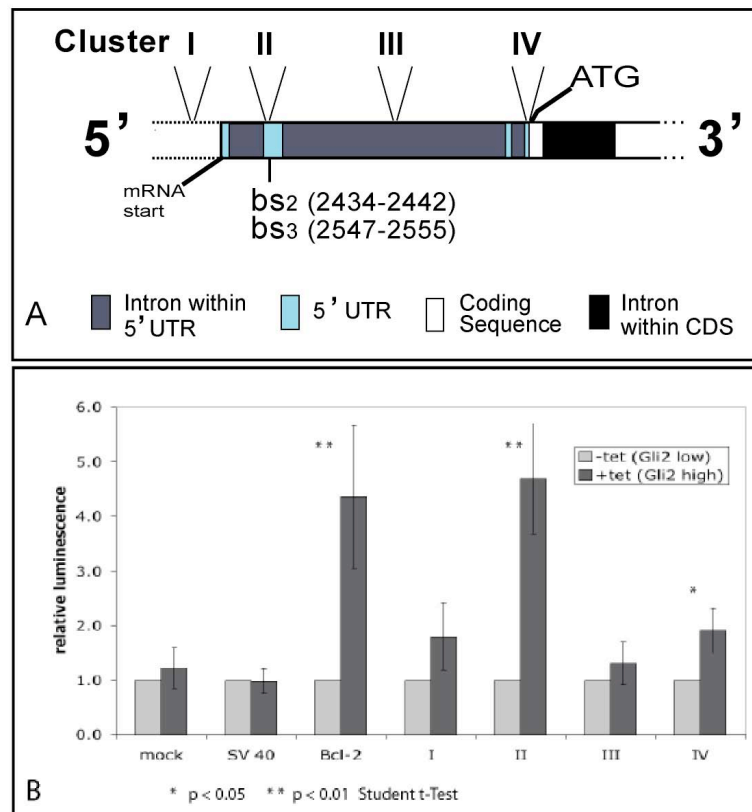 Cluster I II III IV
ATG
5’ 3’
mRNA
start
bs2 (2434-2442)
bs3 (2547-2555)
A
Intron within
5’ UTR
5’ UTR
Coding
Sequence
Intron
within CDS
6.0
5.0
4.0
3.0
2.0
1.0
0.0
relative luminescence
**
**
*
-tet (Gli2 low)
+tet (Gli2 high)
mock SV 40 Bcl-2 I II III IV
B
* p < 0.05 ** p < 0.01 Student t-Test